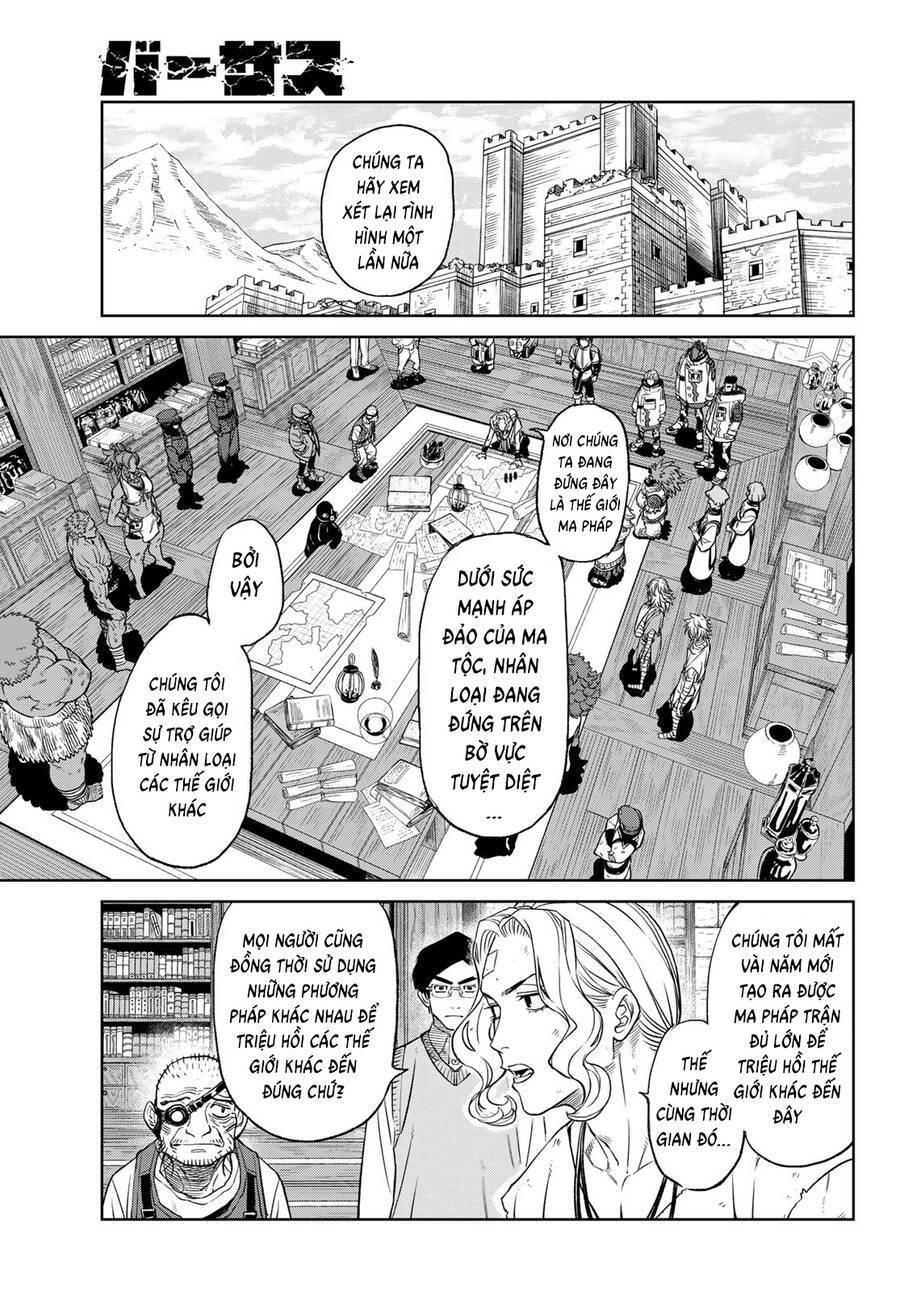 バーサス
CHÚNG TA
HÃY XEM
XÉT LẠI TÌNH
HÌNH MỘT
LẦN NỮA
NƠI CHÚNG
TA ĐANG
ĐỨNG ĐÂY
LÀ THẾ GIỚI
MA PHÁP
DƯỚI SỨC
MẠNH ÁP
ĐẢO CỦA MA
TỘC, NHÂN
LOẠI ĐANG
ĐỨNG TRÊN
BỜ VỰC
TUYỆT DIỆT
...
BỞI
VẬY
CHÚNG TÔI
ĐÃ KÊU GỌI
SỰ TRỢ GIÚP
TỪ NHÂN LOẠI
CÁC THẾ GIỚI
KHÁC
CHÚNG TÔI MẤT
VÀI NĂM MỚI
TẠO RA ĐƯỢC
MA PHÁP TRẬN
ĐỦ LỚN ĐỂ
TRIỆU HỒI THẾ
GIỚI KHÁC ĐẾN
ĐÂY
THẾ
NHƯNG
CÙNG THỜI
GIAN ĐÓ...
MỌI NGƯỜI CŨNG
ĐỒNG THỜI SỬ DỤNG
NHỮNG PHƯƠNG
PHÁP KHÁC NHAU ĐỂ
TRIỆU HỒI CÁC THẾ
GIỚI KHÁC ĐẾN
ĐÚNG CHỨ?